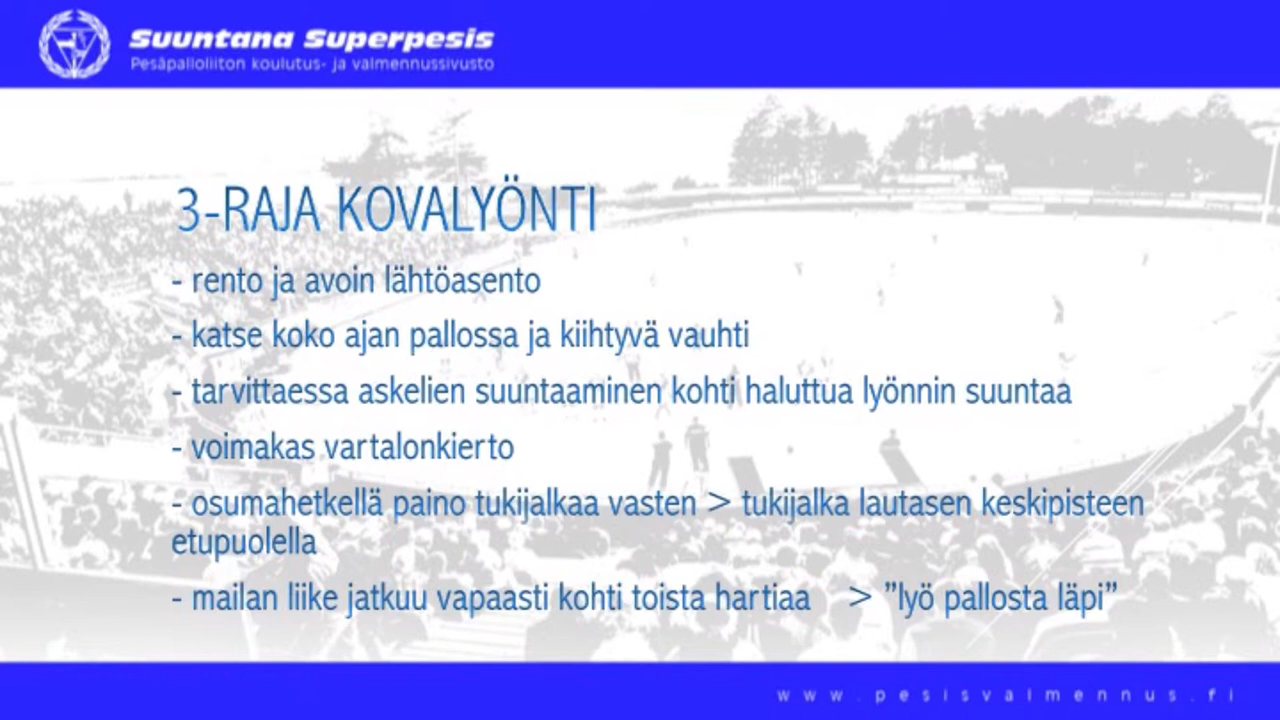 Suuntana Superpesis
Pesäpalloliiton koulutus- ja valmennussivusto
3-RAJA KOVALYÖNTI
- rento ja avoin lähtöasento
- katse koko ajan pallossa ja kiihtyvä vauhti
- tarvittaessa askelien suuntaaminen kohti haluttua lyönnin suuntaa
- voimakas vartalonkierto
- osumahetkellä paino tukijalkaa vasten > tukijalka lautasen keskipisteen
etupuolella
- mailan liike jatkuu vapaasti kohti toista hartiaa > ”lyö pallosta läpi”
www.pesisvalmennus.fi